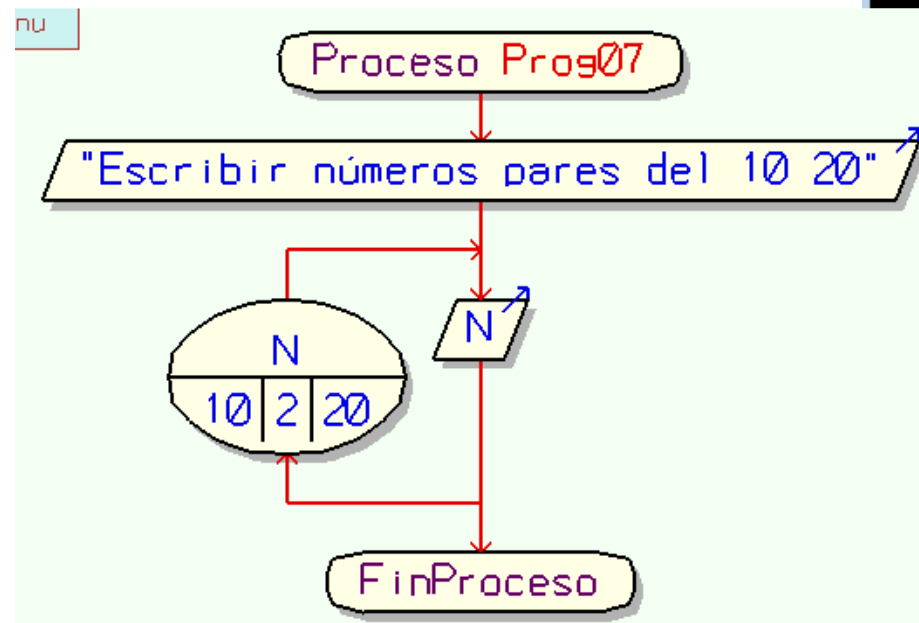 nu
Proceso Prog07
"Escribir números pares del 10 20"
N
N
10 2 20
FinProceso